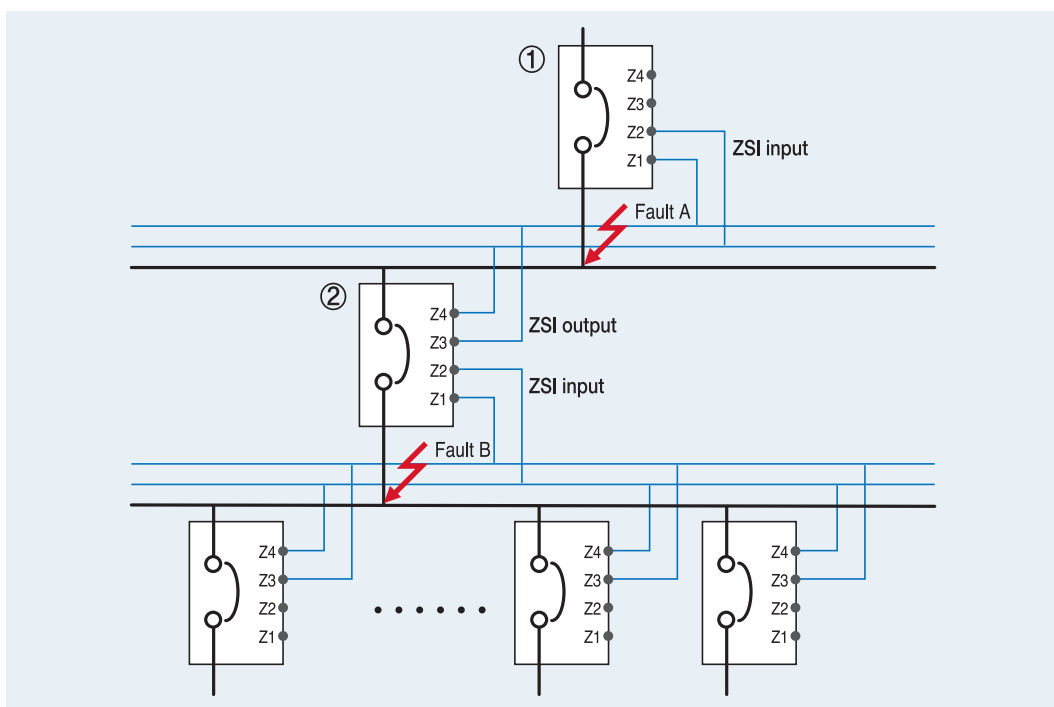 ①
Z4
Z3
Z2
Z1
ZSI input
Fault A
②
Z4
Z3
Z2
Z1
ZSI output
ZSI input
Fault B
Z4
Z3
Z2
Z1
Z4
Z3
Z2
Z1
Z4
Z3
Z2
Z1